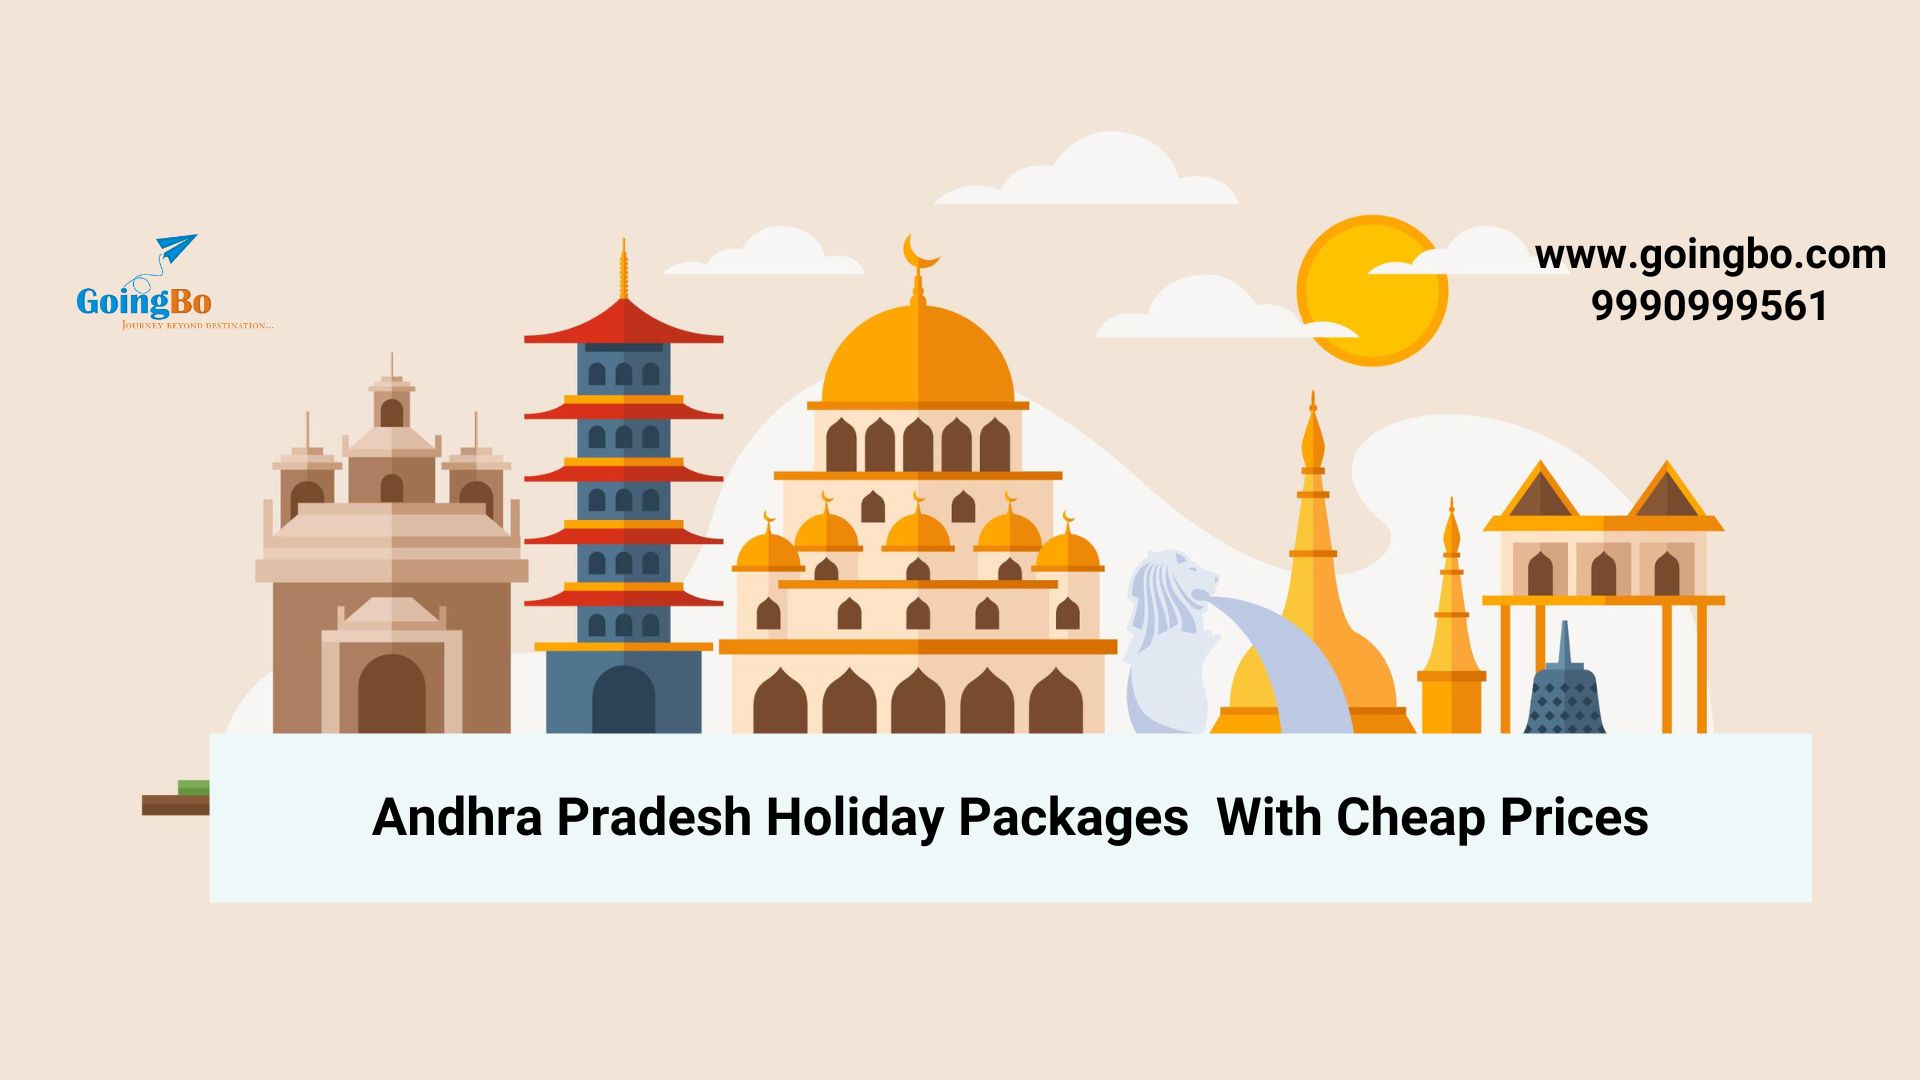 GoingBo
JOURNEY BEYOND DESTINATION...
www.goingbo.com
9990999561
Andhra Pradesh Holiday Packages  With Cheap Prices